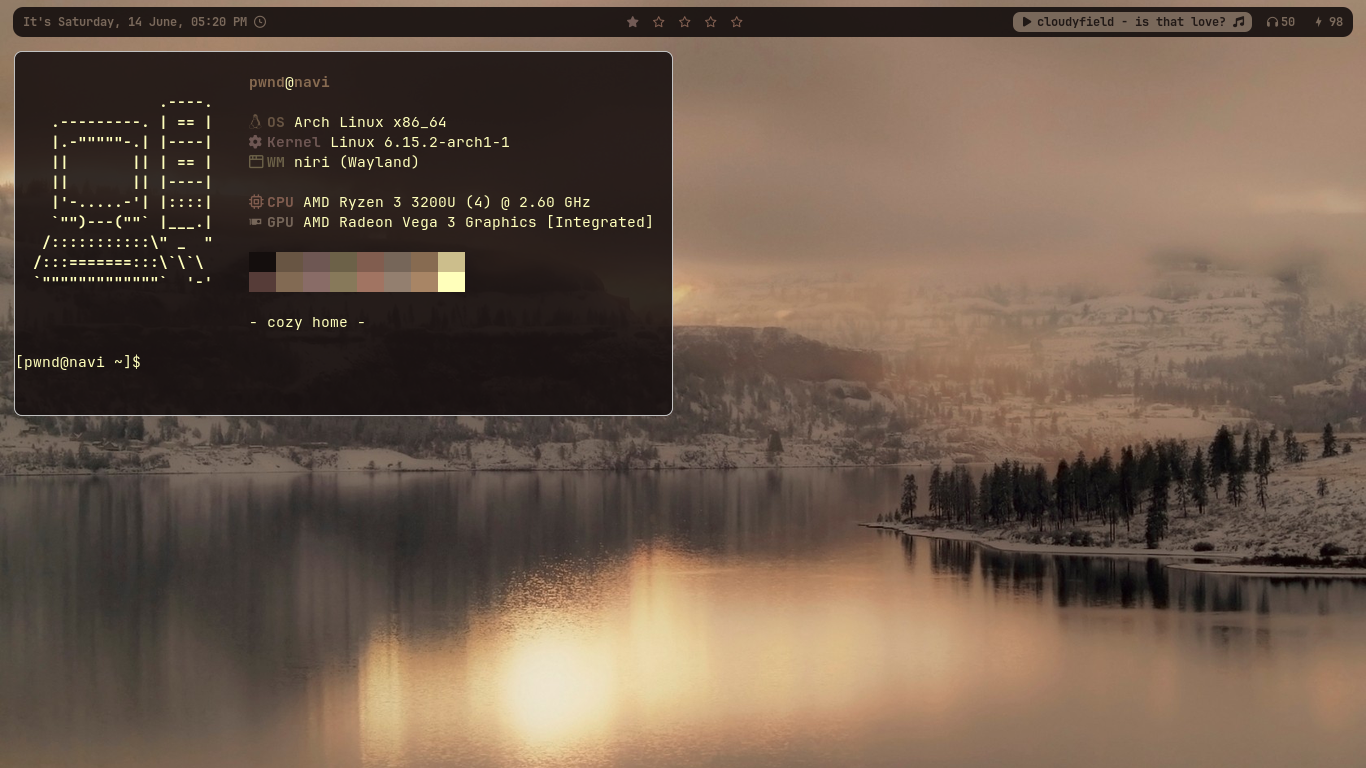 It's Saturday, 14 June, 05:20 PM
cloudyfield - is that love?
50
98
pwnd@navi
OS Arch Linux x86_64
Kernel Linux 6.15.2-arch1-1
WM niri (Wayland)
CPU AMD Ryzen 3 3200U (4) @ 2.60 GHz
GPU AMD Radeon Vega 3 Graphics [Integrated]
- cozy home -
[pwnd@navi ~]$